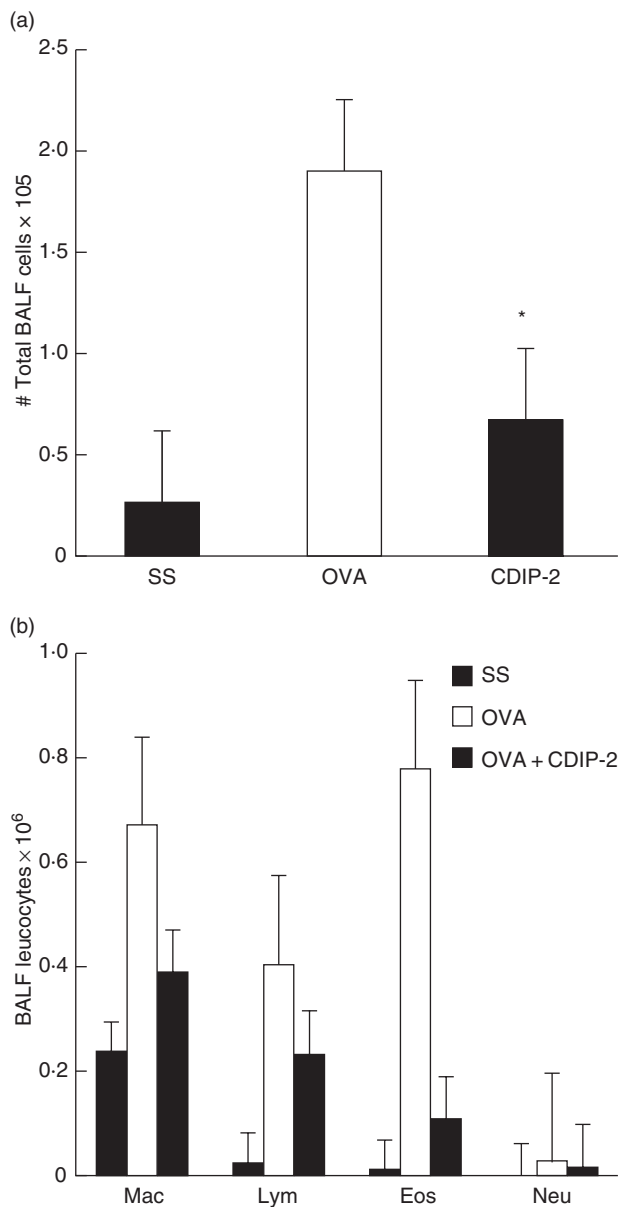 (a)
2·5
2·0
1·5
1·0
0·5
0
# Total BALF cells × 105
*
SS OVA CDIP-2
(b)
1·0
0·8
0·6
0·4
0·2
0
BALF leucocytes × 10⁶
SS
OVA
OVA + CDIP-2
Mac Lym Eos Neu